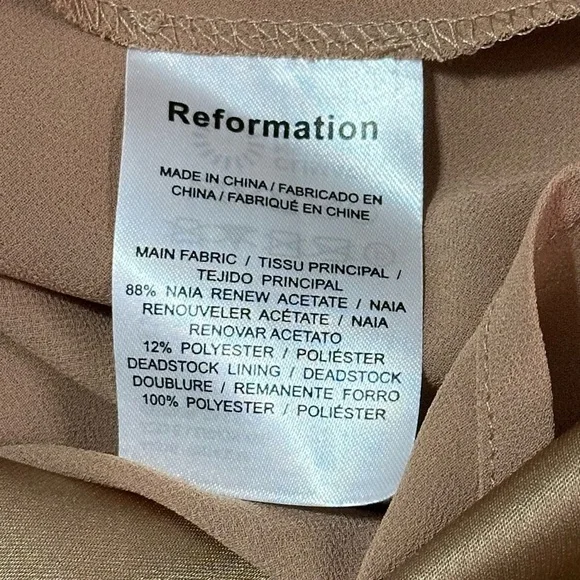 Reformation
MADE IN CHINA / FABRICADO EN
CHINA / FABRIQUÉ EN CHINE
MAIN FABRIC / TISSU PRINCIPAL /
TEJIDO PRINCIPAL
88% NAIA RENEW ACETATE / NAIA
RENOUVELER ACÉTATE / NAIA
RENOVAR ACETATO
12% POLYESTER / POLIÉSTER
DEADSTOCK LINING / DEADSTOCK
DOUBLURE / REMANENTE FORRO
100% POLYESTER / POLIÉSTER